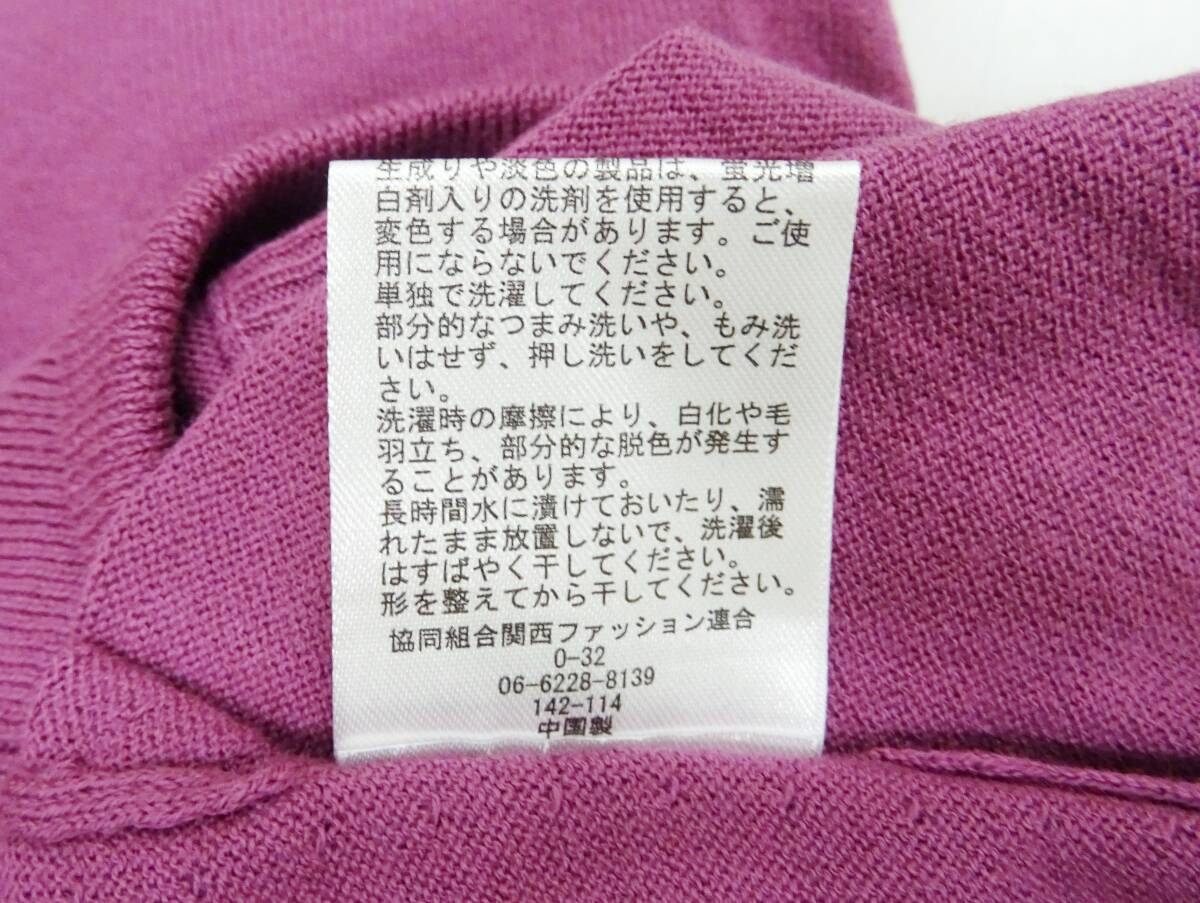 生成りや淡色の製品は、蛍光増
白剤入りの洗剤を使用すると、
変色する場合があります。ご使
用にならないでください。
単独で洗濯してください。
部分的なつまみ洗いや、もみ洗
いはせず、押し洗いをしてくだ
さい。
洗濯時の摩擦により、白化や毛
羽立ち、部分的な脱色が発生す
ることがあります。
長時間水に漬けておいたり、濡
れたまま放置しないで、洗濯後
はすばやく干してください。
形を整えてから干してください。
協同組合関西ファッション連合
0-32
06-6228-8139
142-114
中国製